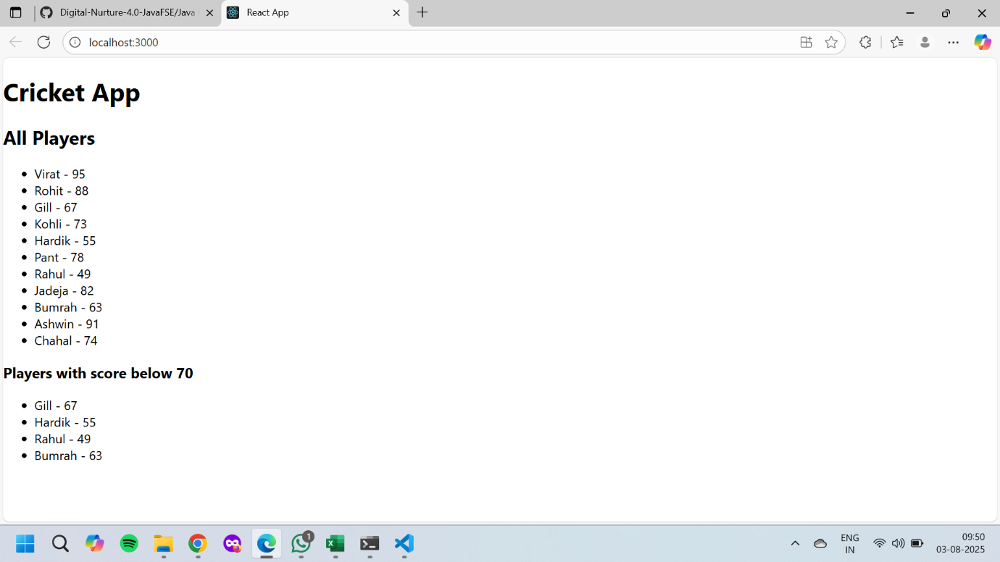 Digital-Nurture-4.0-JavaFSE/Java
React App
localhost:3000
Cricket App
All Players
Virat - 95
Rohit - 88
Gill - 67
Kohli - 73
Hardik - 55
Pant - 78
Rahul - 49
Jadeja - 82
Bumrah - 63
Ashwin - 91
Chahal - 74
Players with score below 70
Gill - 67
Hardik - 55
Rahul - 49
Bumrah - 63
1
ENG
IN
09:50
03-08-2025